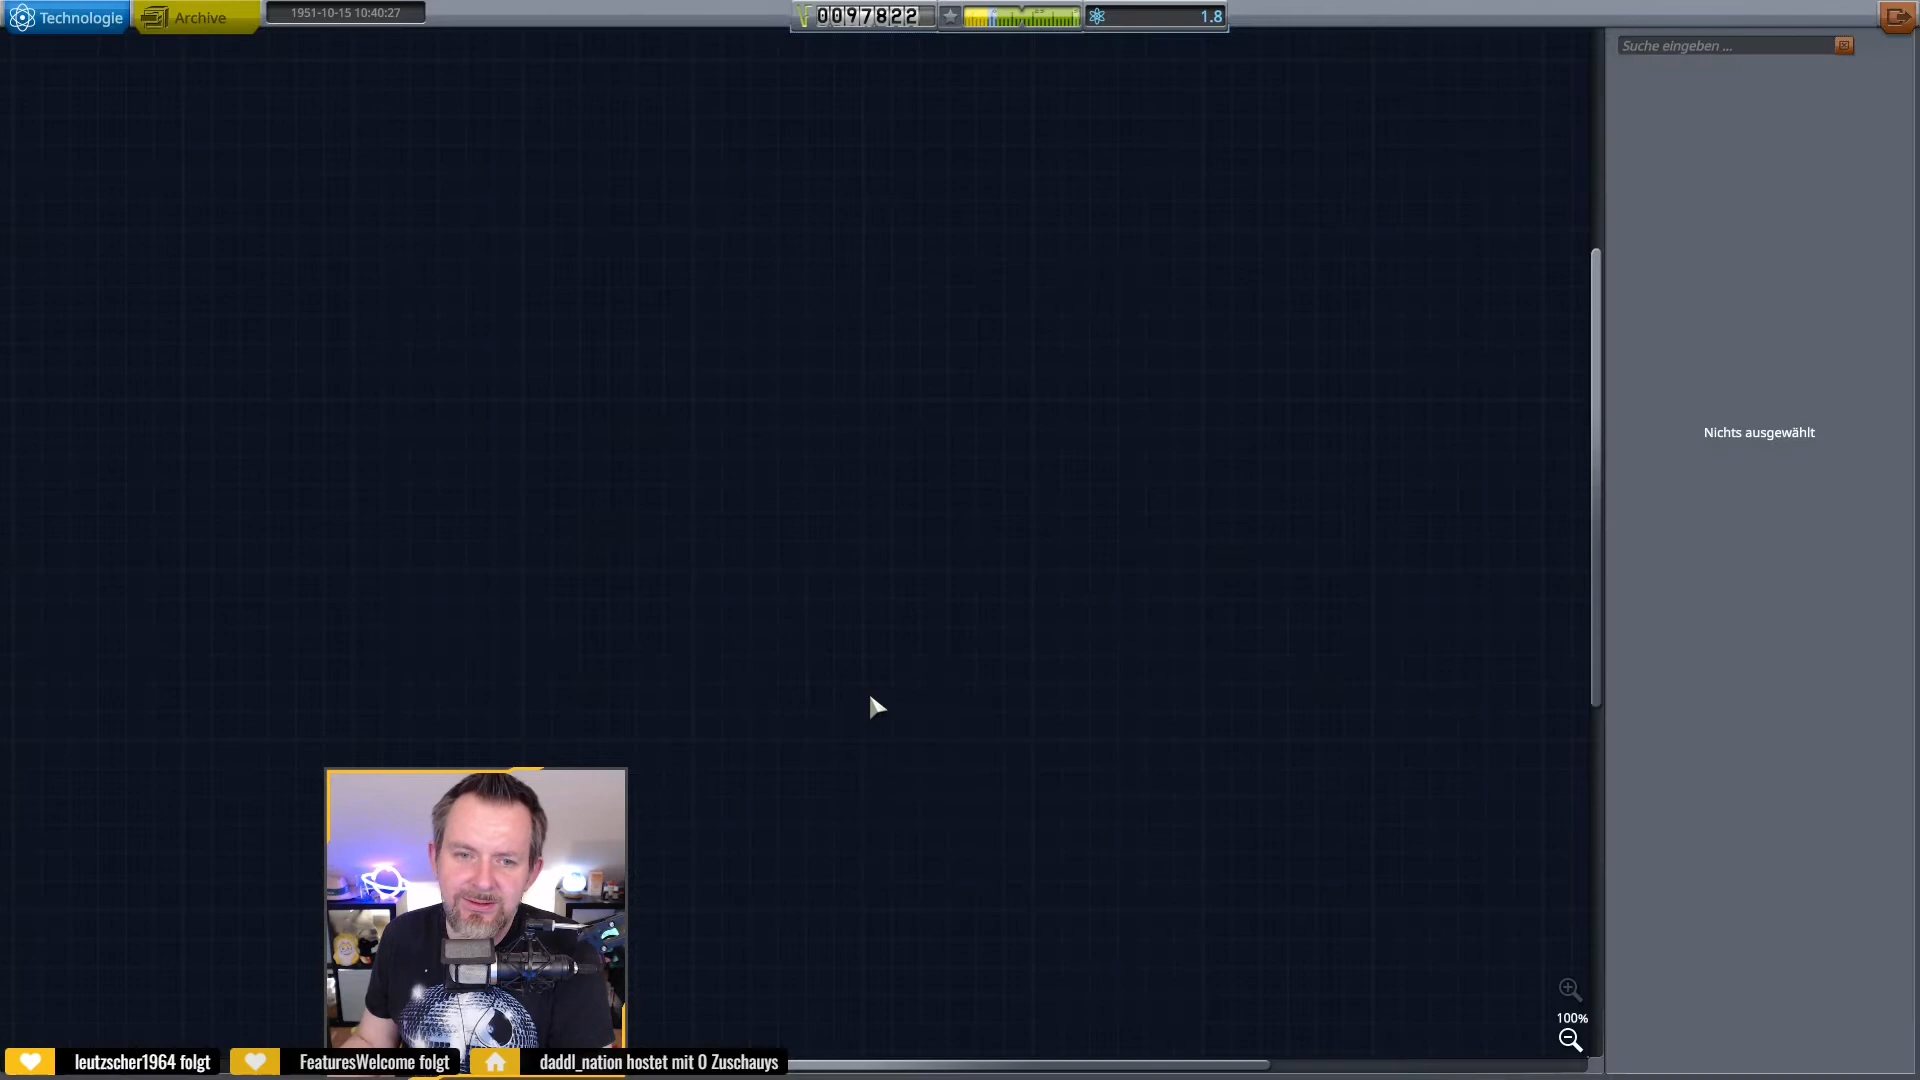 Technologie
Archive
1951-10-15 10:40:27
0097822
1.8
Suche eingeben ...
Nichts ausgewählt
100%
leutzscher1964 folgt
FeaturesWelcome folgt
daddl_nation hostet mit 0 Zuschauys